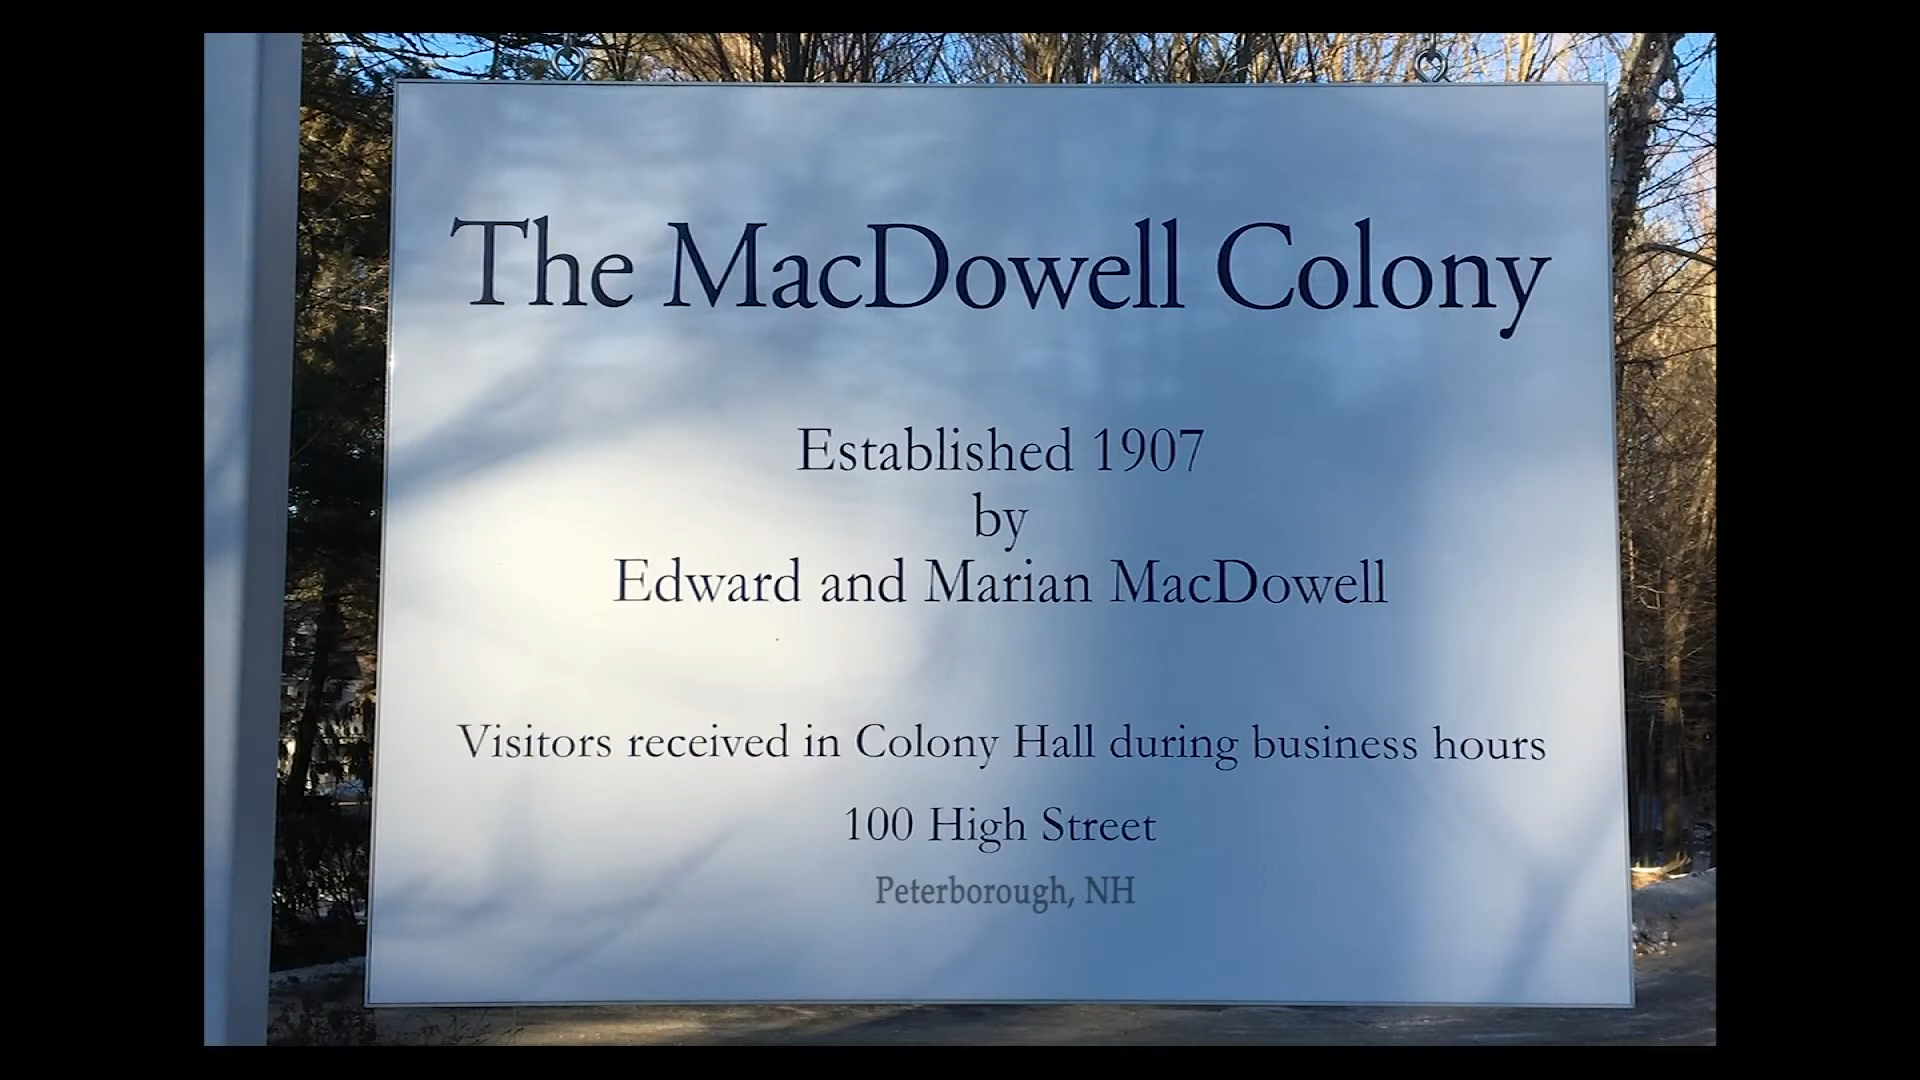 The MacDowell Colony
Established 1907
by
Edward and Marian MacDowell
Visitors received in Colony Hall during business hours
100 High Street
Peterborough, NH